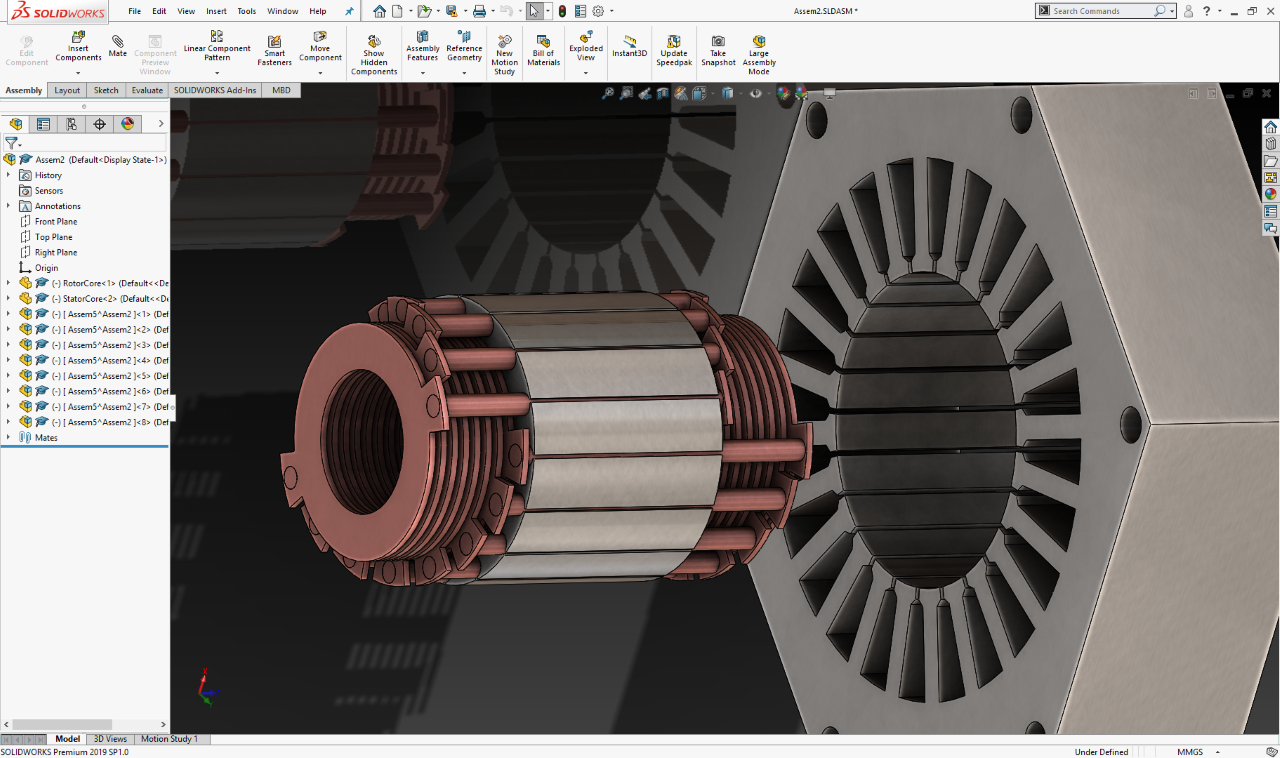 SOLIDWORKS
File Edit View Insert Tools Window Help
Assem2.SLDASM *
Search Commands
?
Edit Component
Insert Components
Mate
Component Preview Window
Linear Component Pattern
Smart Fasteners
Move Component
Show Hidden Components
Assembly Features
Reference Geometry
New Motion Study
Bill of Materials
Exploded View
Instant3D
Update Speedpak
Take Snapshot
Large Assembly Mode
Assembly Layout Sketch Evaluate SOLIDWORKS Add-Ins MBD
Assem2 (Default<Display State-1>)
History
Sensors
Annotations
Front Plane
Top Plane
Right Plane
Origin
(-) RotorCore<1> (Default<<De
(-) StatorCore<2> (Default<<D
(-) [ Assem5^Assem2 ]<1> (Def
(-) [ Assem5^Assem2 ]<2> (Def
(-) [ Assem5^Assem2 ]<3> (Def
(-) [ Assem5^Assem2 ]<4> (Def
(-) [ Assem5^Assem2 ]<5> (Def
(-) [ Assem5^Assem2 ]<6> (Def
(-) [ Assem5^Assem2 ]<7> (Def
(-) [ Assem5^Assem2 ]<8> (Def
Mates
Model 3D Views Motion Study 1
SOLIDWORKS Premium 2019 SP1.0
Under Defined
MMGS